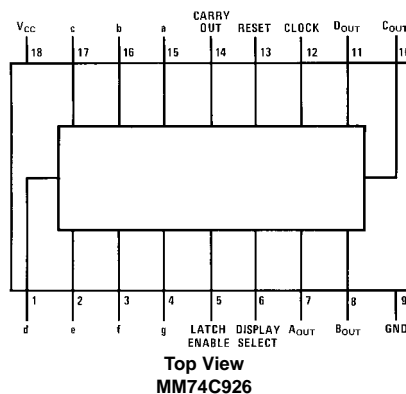 CARRY
VCC c b a OUT RESET CLOCK DOUT COUT
18 17 16 15 14 13 12 11 10
1 2 3 4 5 6 7 8 9
d e f g LATCH DISPLAY AOUT BOUT GND
ENABLE SELECT
Top View
MM74C926